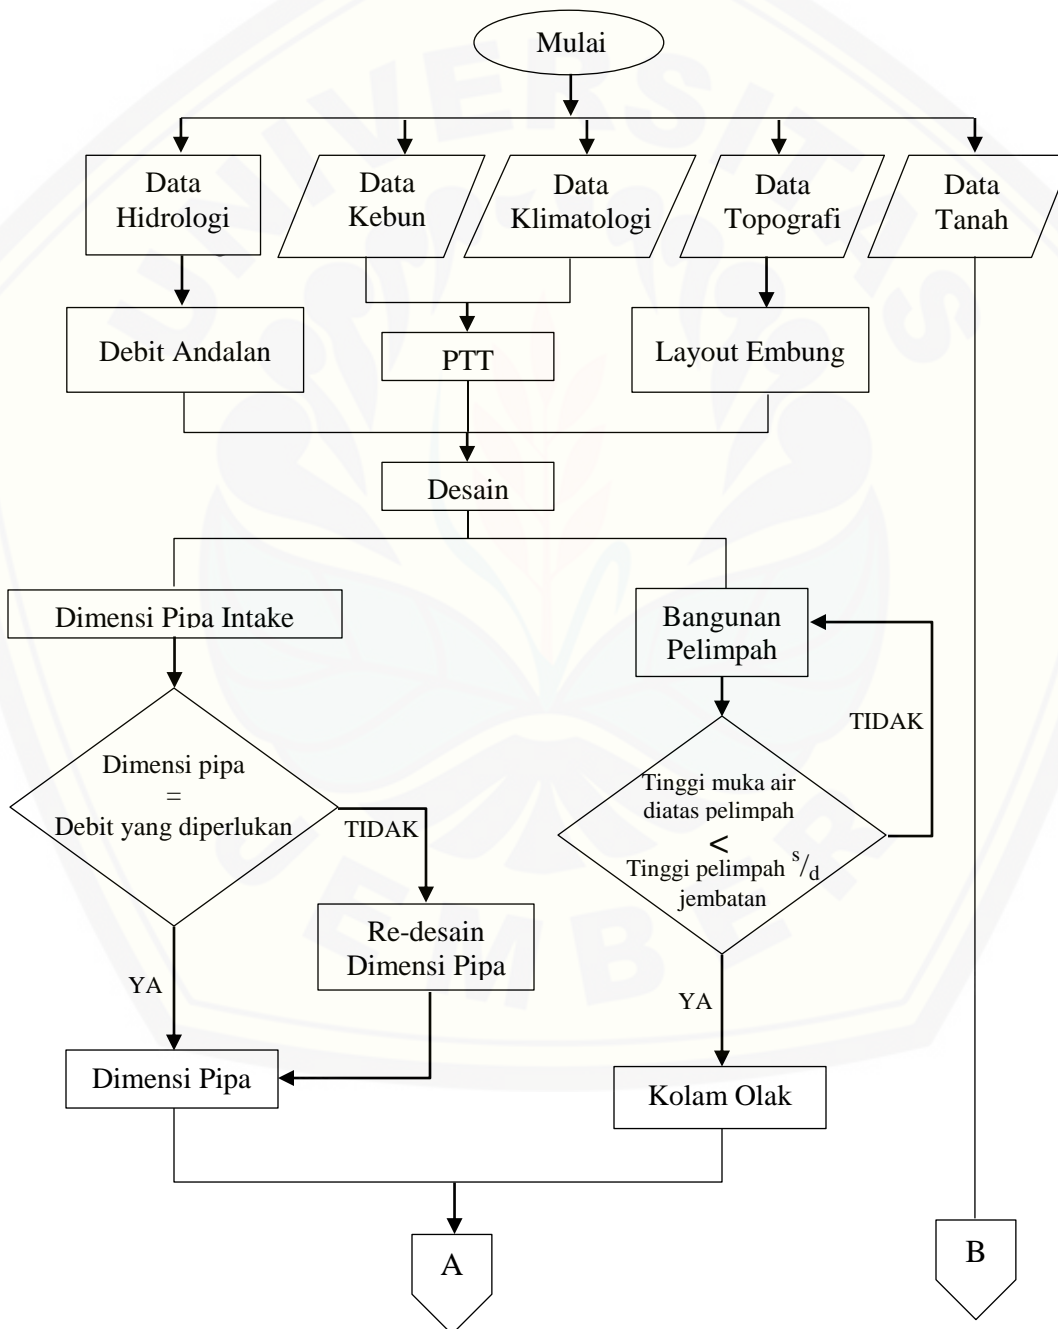 Mulai
Data
Hidrologi
Data
Kebun
Data
Klimatologi
Data
Topografi
Data
Tanah
Debit Andalan
PTT
Layout Embung
Desain
Dimensi Pipa Intake
Bangunan
Pelimpah
TIDAK
Dimensi pipa
=
Debit yang diperlukan
TIDAK
Tinggi muka air
diatas pelimpah
<
Tinggi pelimpah s/d
jembatan
Re-desain
Dimensi Pipa
YA
YA
Dimensi Pipa
Kolam Olak
A
B
UNIVERSITAS
JEMBER